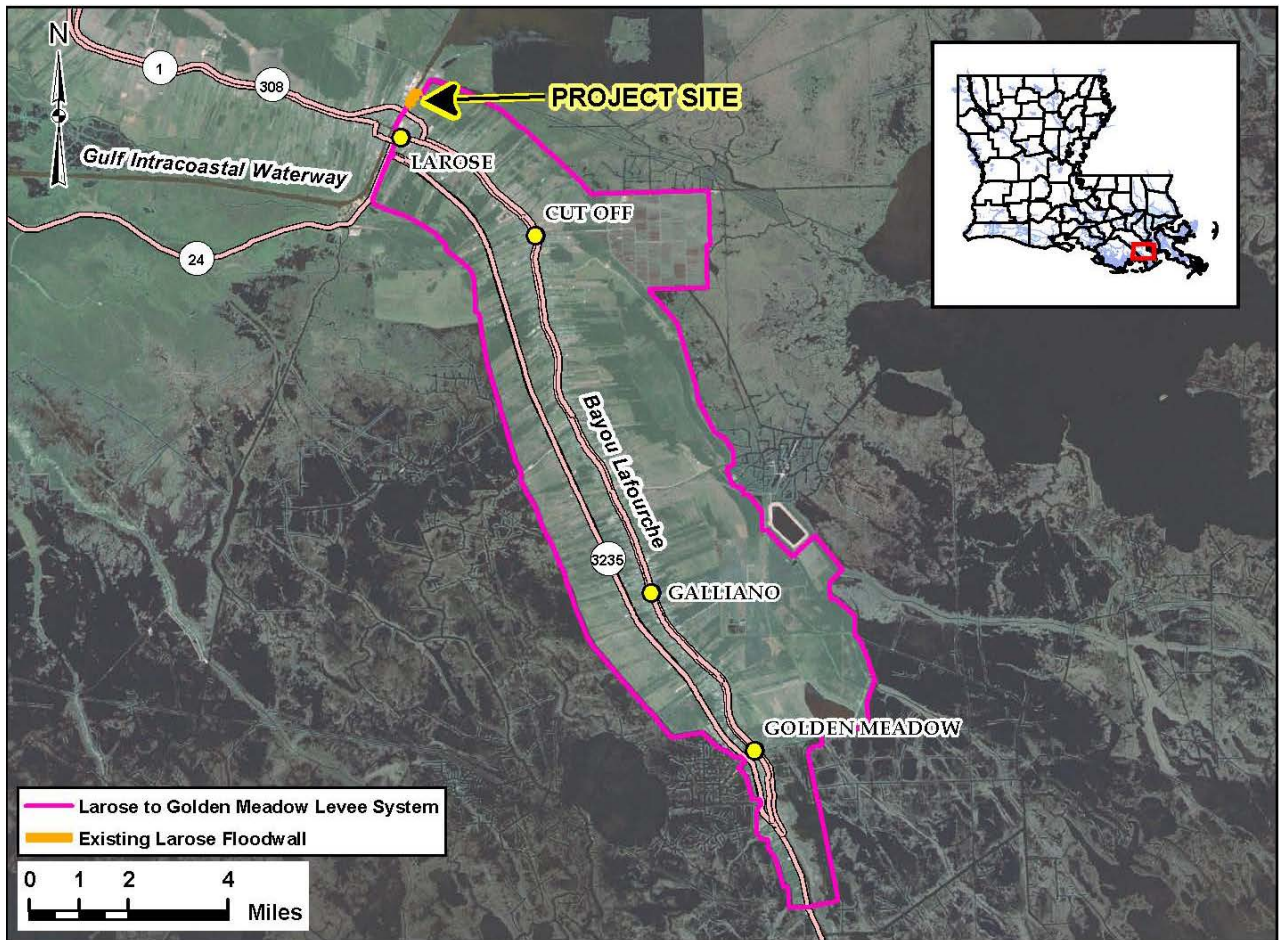 N
1
308
PROJECT SITE
LAROSE
Gulf Intracoastal Waterway
CUT OFF
24
Bayou Lafourche
3235
GALLIANO
GOLDEN MEADOW
Larose to Golden Meadow Levee System
Existing Larose Floodwall
0 1 2 4
Miles